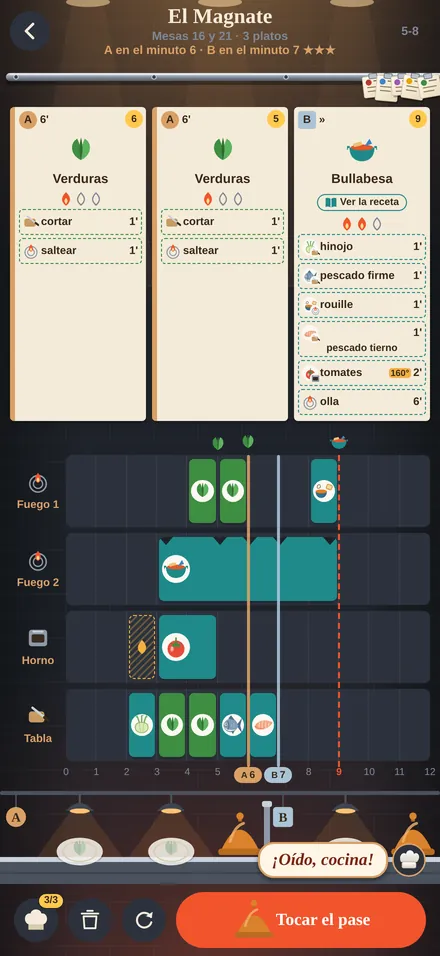 El Magnate
Mesas 16 y 21 · 3 platos
A en el minuto 6 · B en el minuto 7 ★★★
5-8
A 6' 6
Verduras
cortar 1'
saltear 1'
A 6' 5
Verduras
cortar 1'
saltear 1'
B » 9
Bullabesa
Ver la receta
hinojo 1'
pescado firme 1'
rouille 1'
1'
pescado tierno
tomates 160° 2'
olla 6'
Fuego 1
Fuego 2
Horno
Tabla
0 1 2 3 4 5 A 6 B 7 8 9 10 11 12
A
B
¡Oído, cocina!
3/3
Tocar el pase